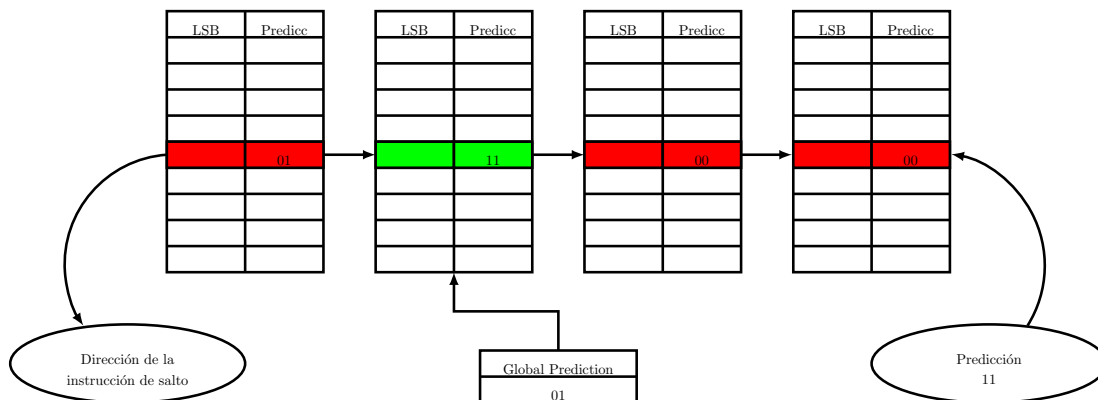 LSB Predicc LSB Predicc LSB Predicc LSB Predicc
01 11 00 00
Dirección de la
instrucción de salto
Global Prediction
01
Predicción
11